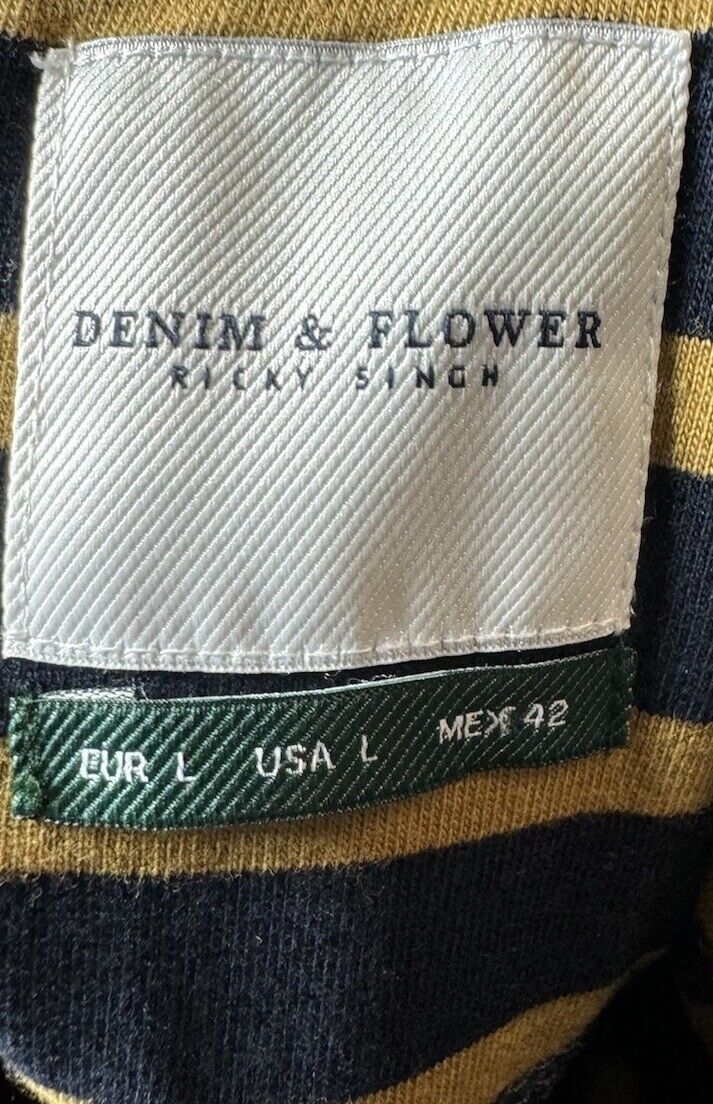 DENIM & FLOWER
RICKY SINGH
EUR L USA L MEX 42